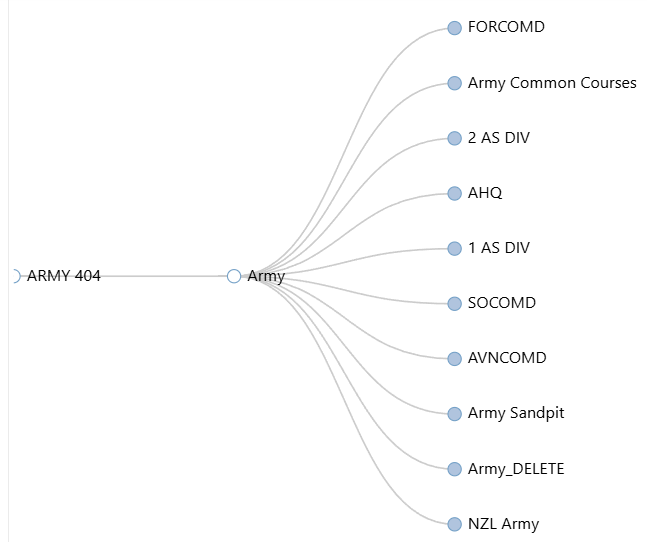 FORCOMD
Army Common Courses
2 AS DIV
AHQ
1 AS DIV
ARMY 404
Army
SOCOMD
AVNCOMD
Army Sandpit
Army_DELETE
NZL Army